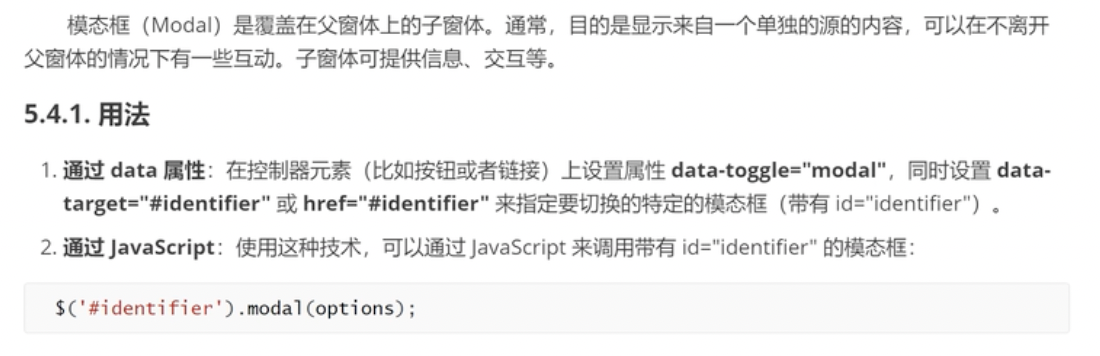 模态框（Modal）是覆盖在父窗体上的子窗体。通常，目的是显示来自一个单独的源的内容，可以在不离开
父窗体的情况下有一些互动。子窗体可提供信息、交互等。
5.4.1. 用法
1. 通过 data 属性：在控制器元素（比如按钮或者链接）上设置属性 data-toggle="modal"，同时设置 data-
target="#identifier" 或 href="#identifier" 来指定要切换的特定的模态框（带有 id="identifier"）。
2. 通过 JavaScript：使用这种技术，可以通过 JavaScript 来调用带有 id="identifier" 的模态框：
$('#identifier').modal(options);